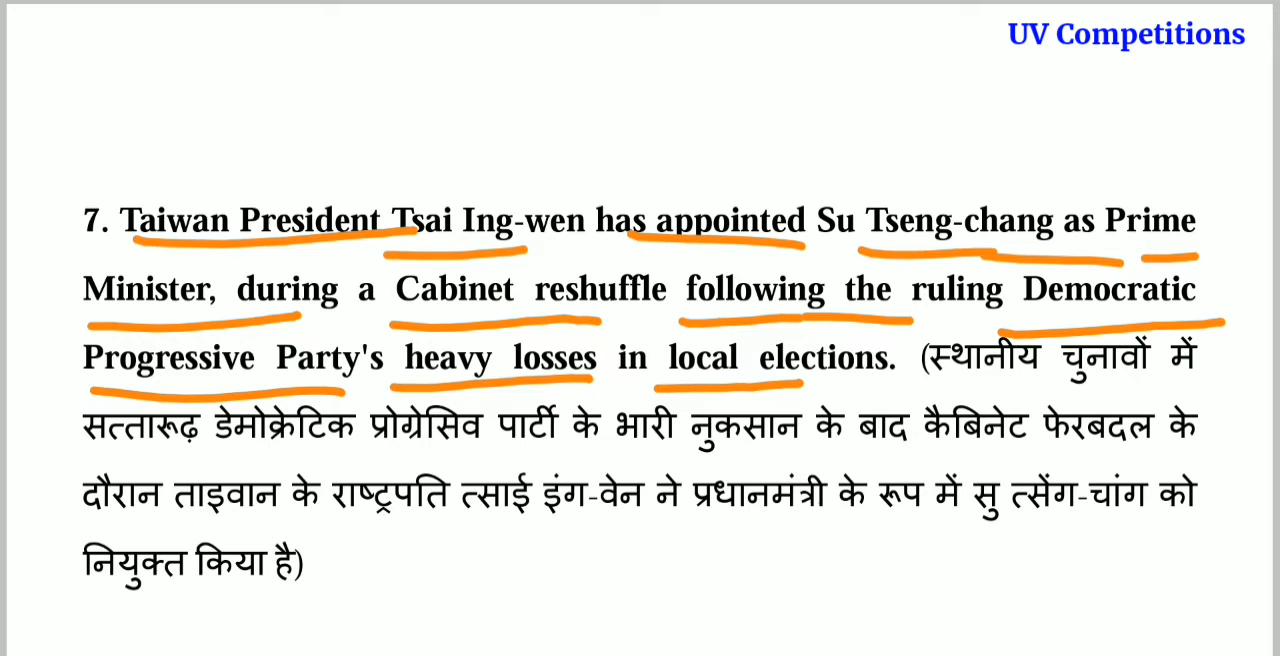 UV Competitions
7. Taiwan President Tsai Ing-wen has appointed Su Tseng-chang as Prime
Minister, during a Cabinet reshuffle following the ruling Democratic
Progressive Party's heavy losses in local elections. (स्थानीय चुनावों में
सत्तारूढ़ डेमोक्रेटिक प्रोग्रेसिव पार्टी के भारी नुकसान के बाद कैबिनेट फेरबदल के
दौरान ताइवान के राष्ट्रपति त्साई इंग-वेन ने प्रधानमंत्री के रूप में सु त्सेंग-चांग को
नियुक्त किया है)